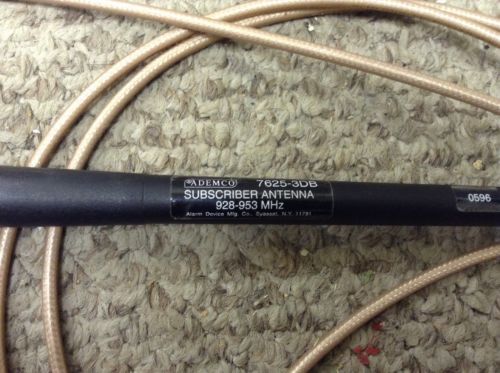 ADEMCO 7625-3DB
SUBSCRIBER ANTENNA
928-953 MHz
Alarm Device Mfg. Co., Syosset, N.Y. 11791
0596